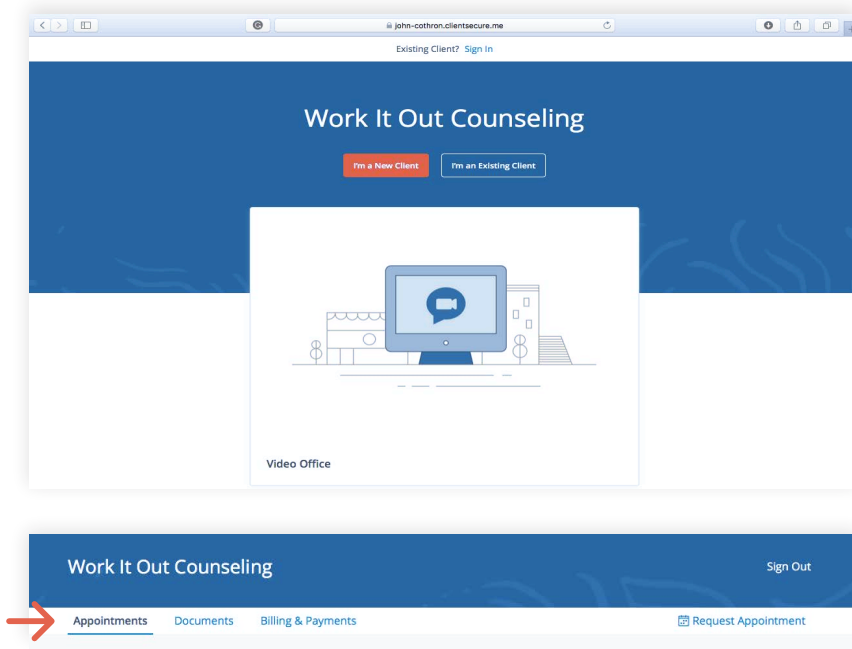 john-cothron.clientsecure.me
Existing Client? Sign In
Work It Out Counseling
I'm a New Client I'm an Existing Client
Video Office
Work It Out Counseling Sign Out
Appointments Documents Billing & Payments Request Appointment